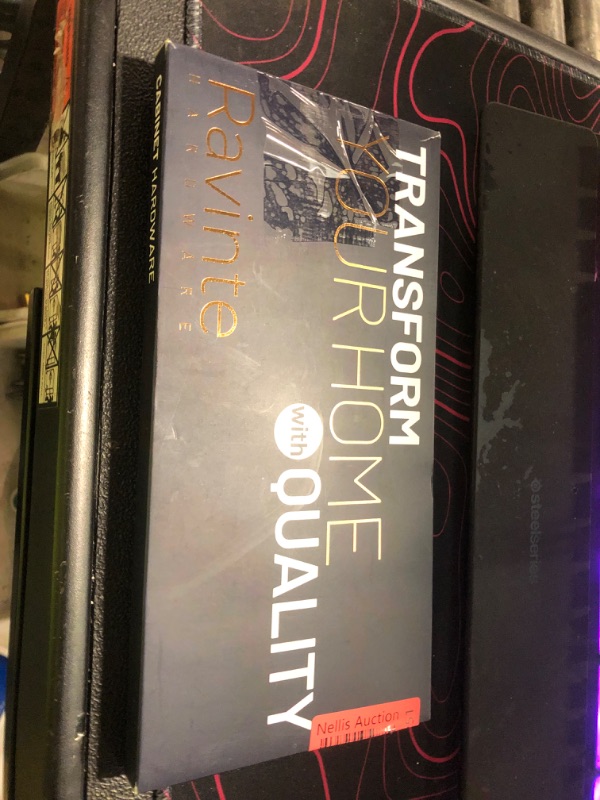 Ravinte
HARDWARE
TRANSFORM
YOUR HOME
with QUALITY
CABINET HARDWARE
Nellis Auction
steelseries